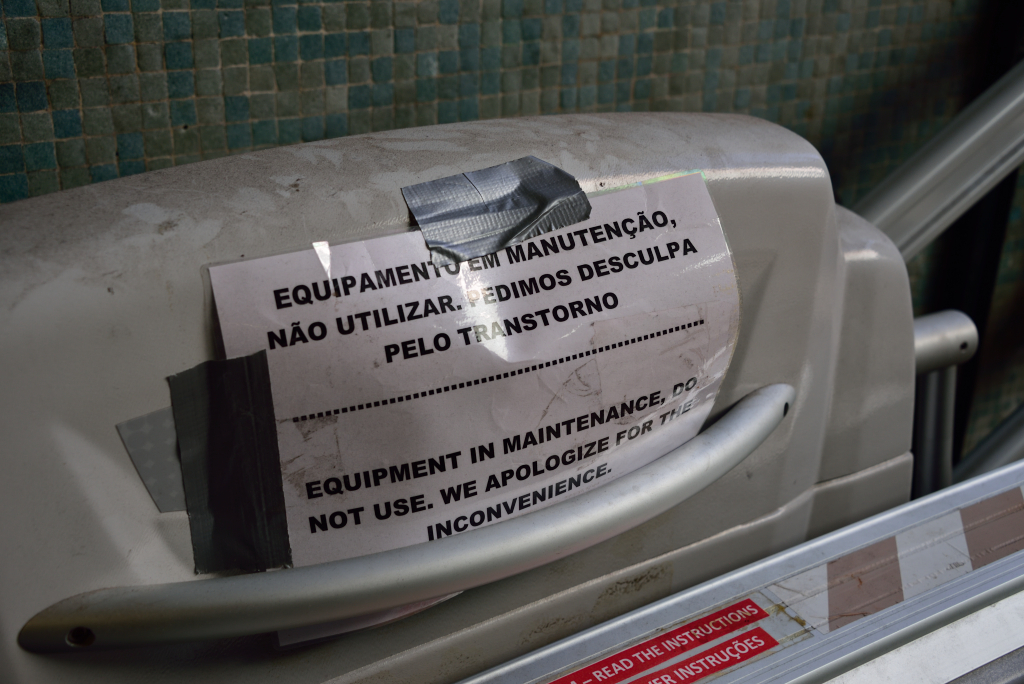 EQUIPAMENTO EM MANUTENÇÃO,
NÃO UTILIZAR. PEDIMOS DESCULPA
PELO TRANSTORNO
EQUIPMENT IN MAINTENANCE, DO
NOT USE. WE APOLOGIZE FOR THE
INCONVENIENCE.
– READ THE INSTRUCTIONS
VER INSTRUÇÕES